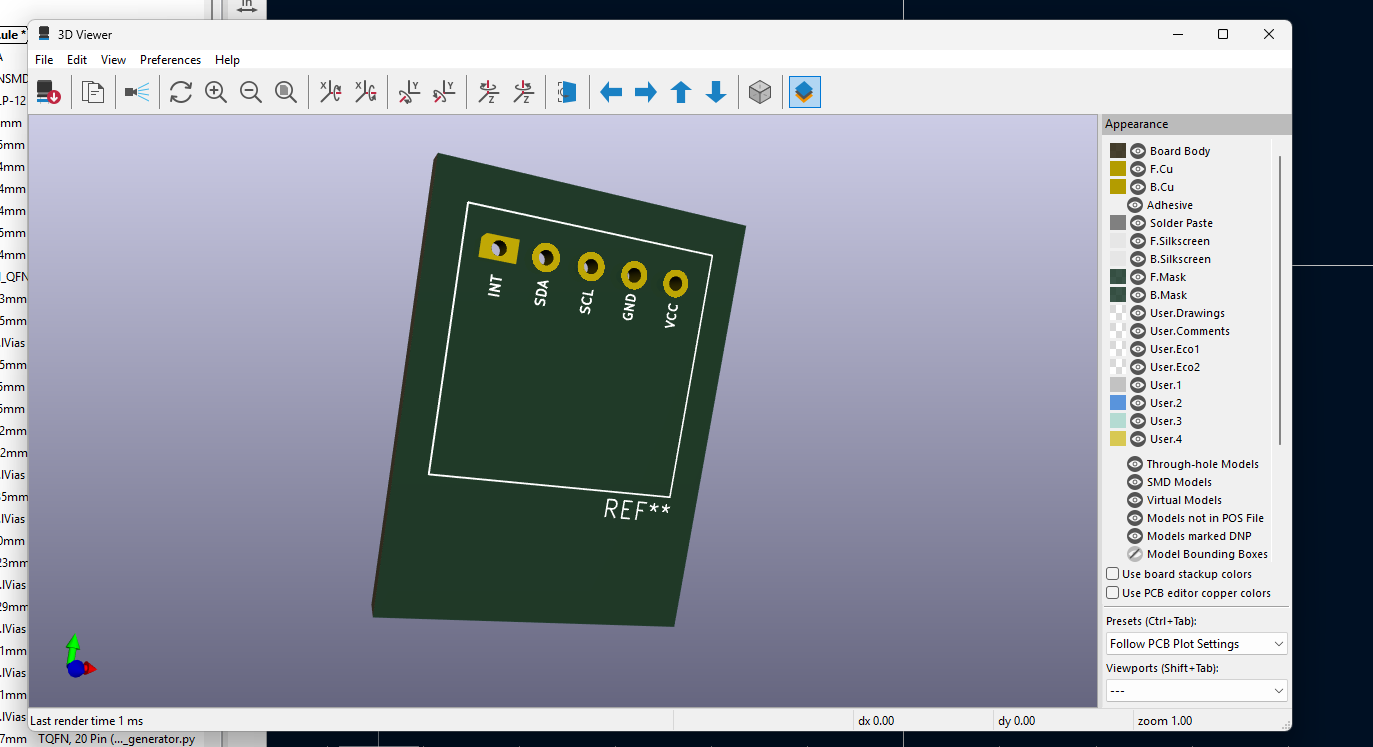 in
ule *
3D Viewer
File Edit View Preferences Help
A
NSMD
LP-12
mm
5mm
4mm
4mm
4mm
5mm
4mm
l_QFN
3mm
5mm
.lVias
5mm
5mm
5mm
2mm
2mm
.lVias
65mm
.lVias
0mm
23mm
.lVias
29mm
.lVias
1mm
.lVias
1mm
.lVias
7mm
TQFN, 20 Pin (..._generator.py
INT
SDA
SCL
GND
VCC
REF**
Appearance
Board Body
F.Cu
B.Cu
Adhesive
Solder Paste
F.Silkscreen
B.Silkscreen
F.Mask
B.Mask
User.Drawings
User.Comments
User.Eco1
User.Eco2
User.1
User.2
User.3
User.4
Through-hole Models
SMD Models
Virtual Models
Models not in POS File
Models marked DNP
Model Bounding Boxes
Use board stackup colors
Use PCB editor copper colors
Presets (Ctrl+Tab):
Follow PCB Plot Settings
Viewports (Shift+Tab):
---
Last render time 1 ms
dx 0.00
dy 0.00
zoom 1.00